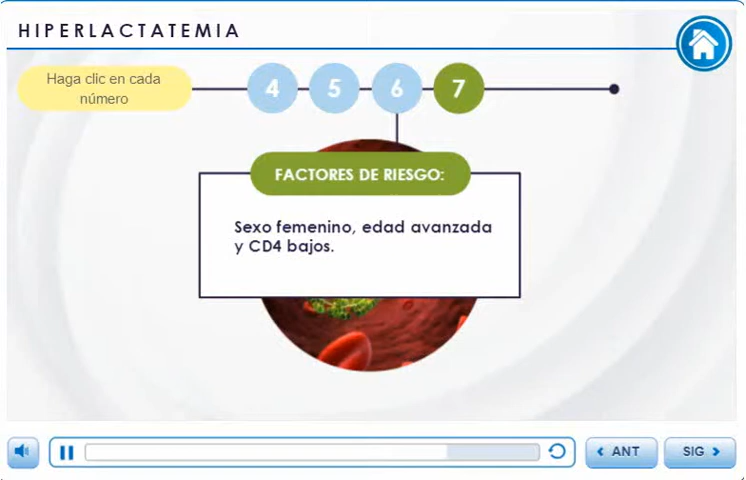 HIPERLACTATEMIA
Haga clic en cada
número
4 5 6 7
FACTORES DE RIESGO:
Sexo femenino, edad avanzada
y CD4 bajos.
ANT SIG